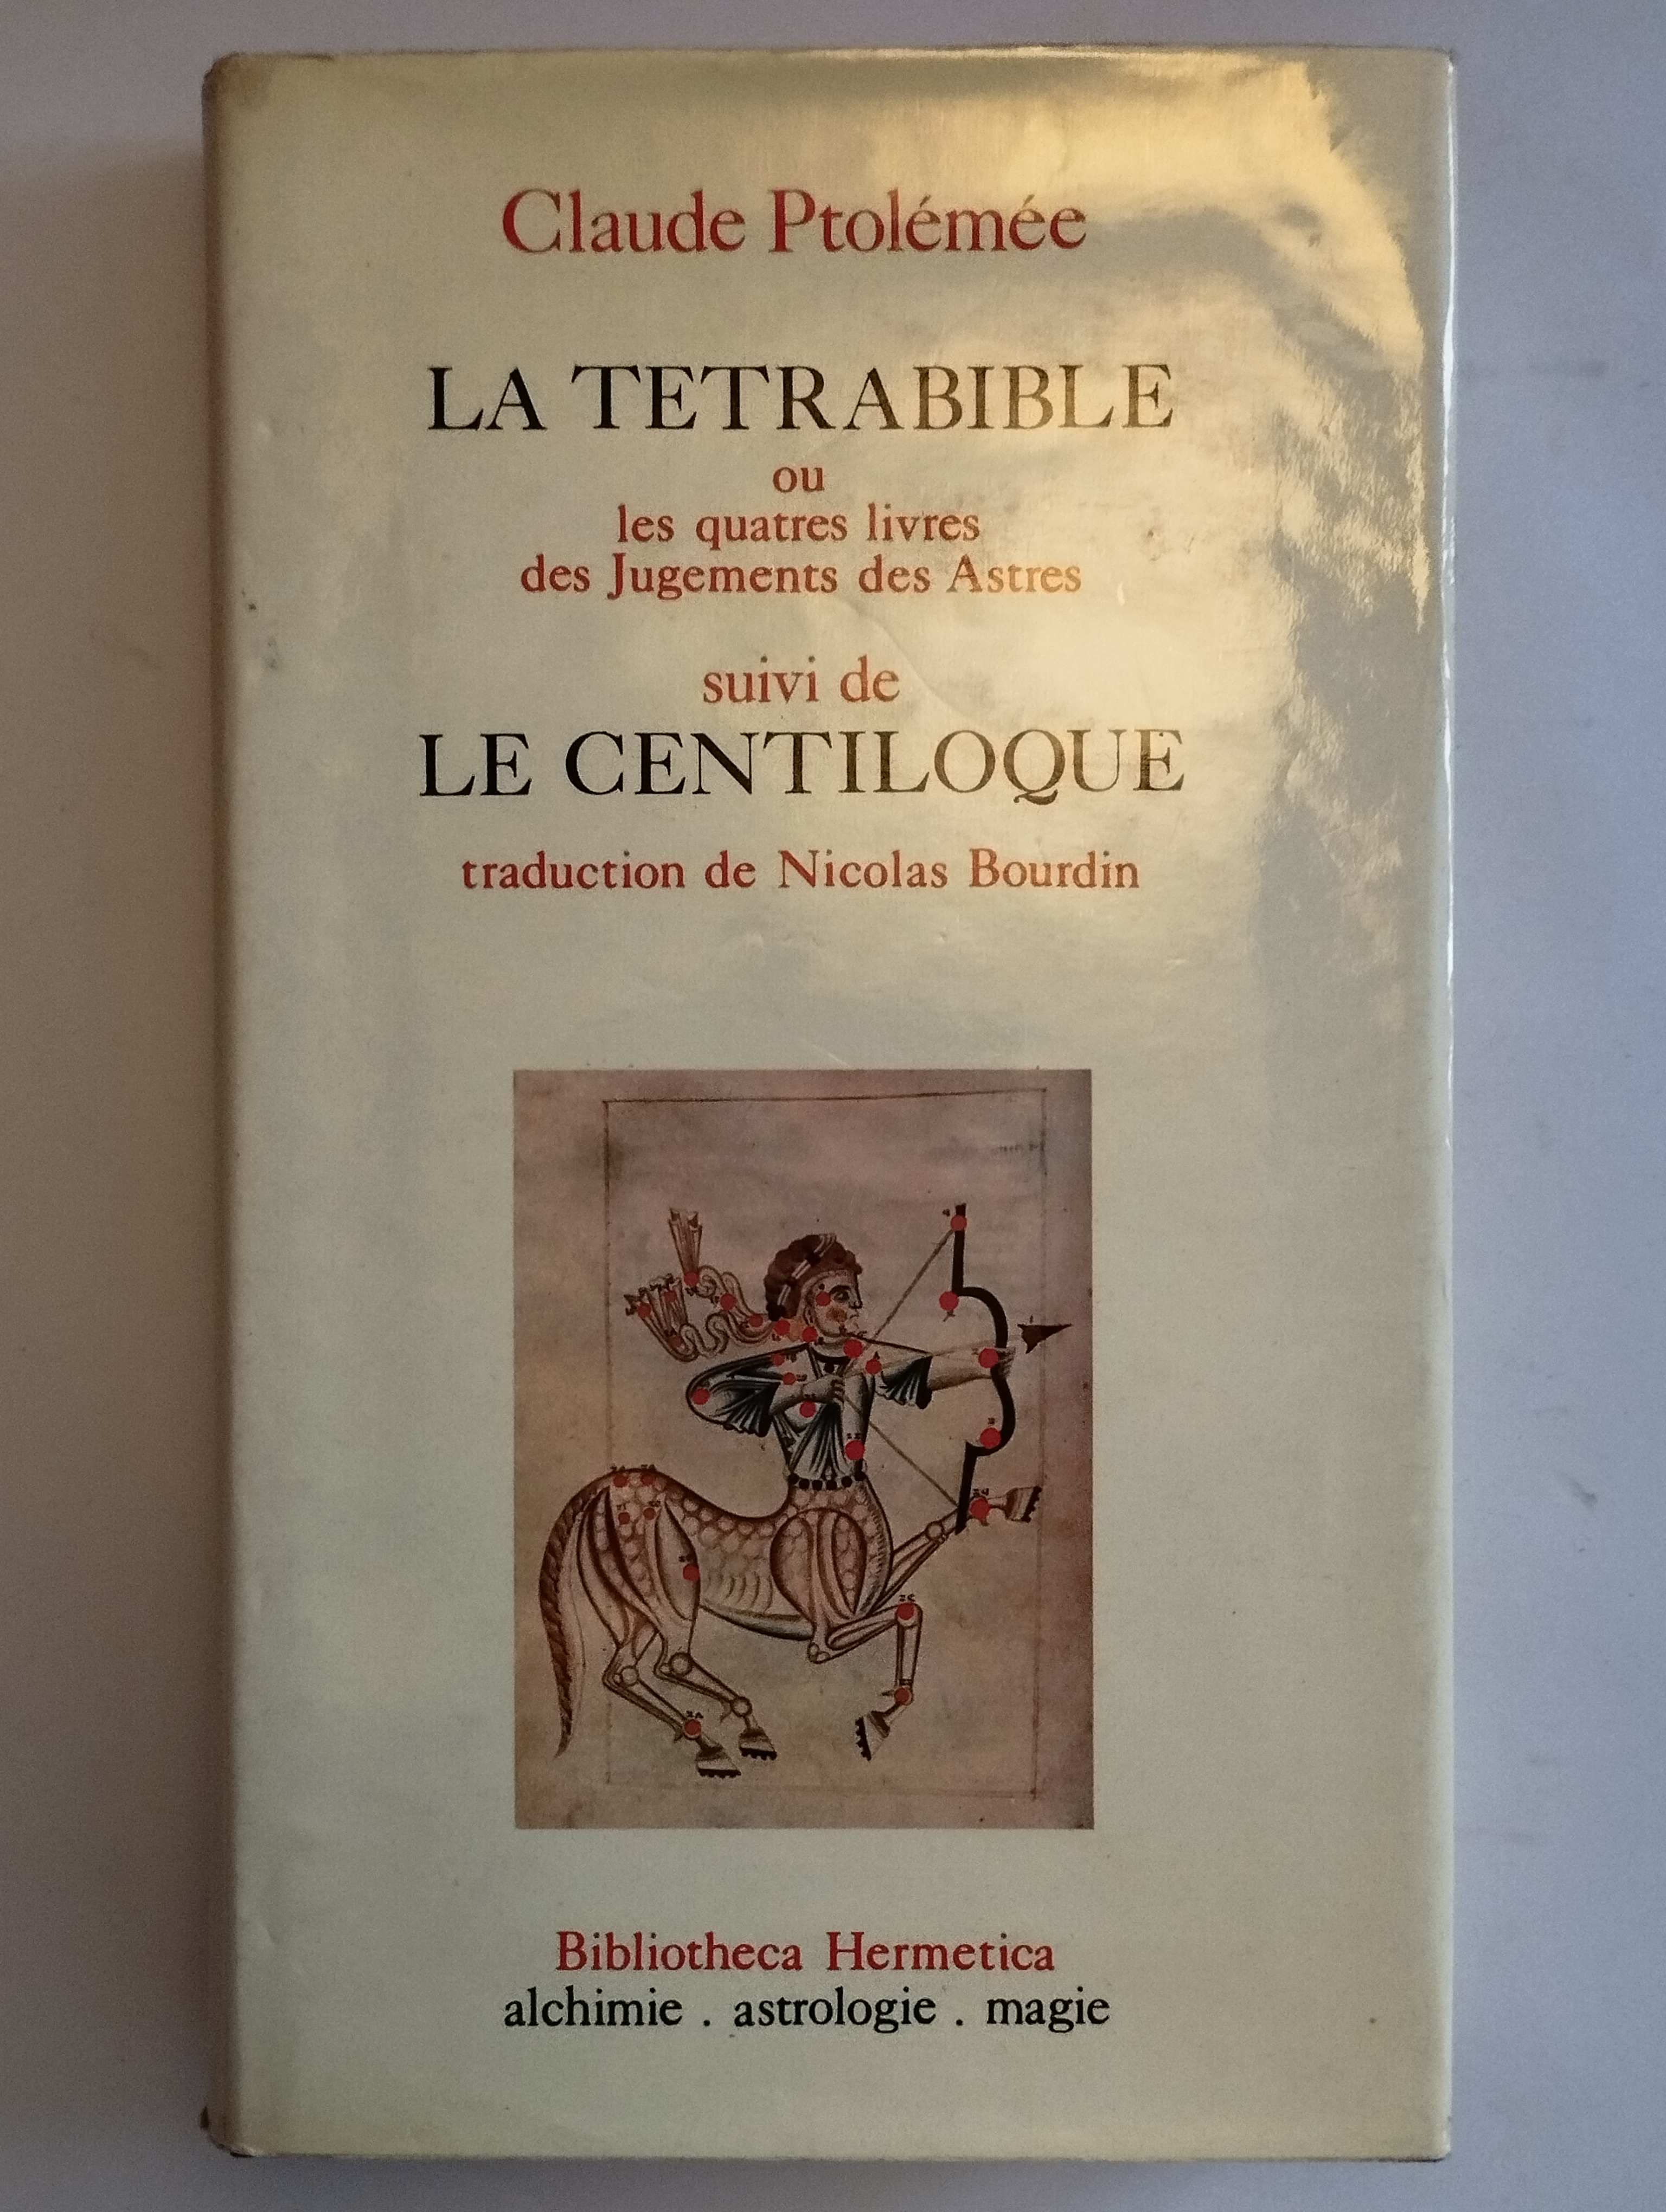 Claude Ptolémée
LA TETRABIBLE
ou
les quatres livres
des Jugements des Astres
suivi de
LE CENTILOQUE
traduction de Nicolas Bourdin
Bibliotheca Hermetica
alchimie . astrologie . magie